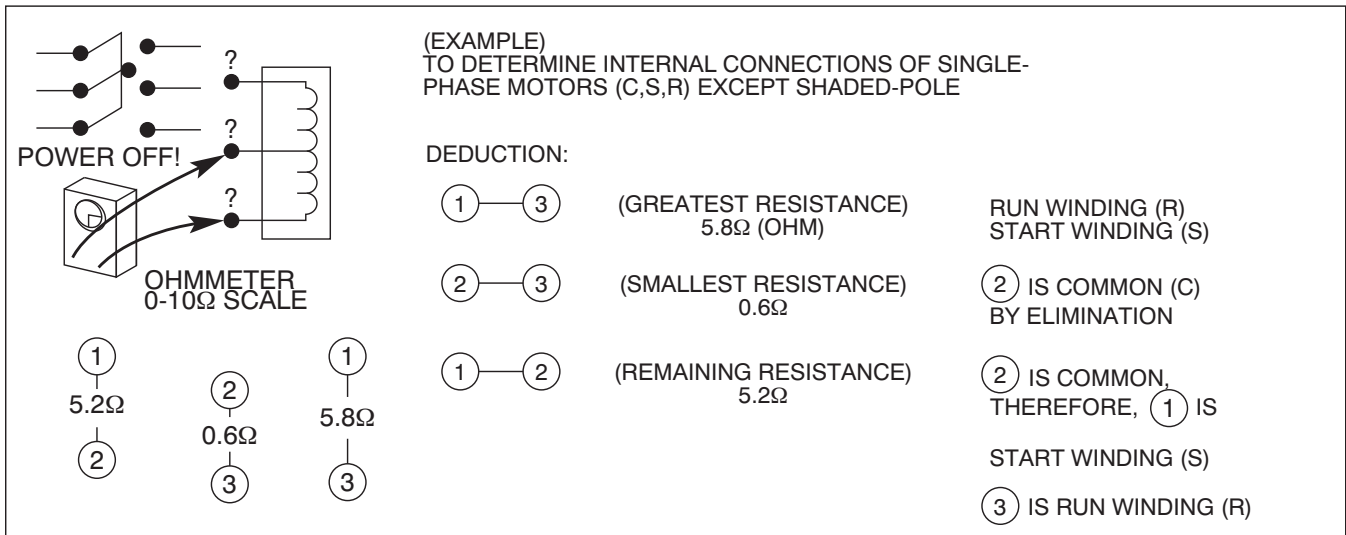 (EXAMPLE)
TO DETERMINE INTERNAL CONNECTIONS OF SINGLE-
PHASE MOTORS (C,S,R) EXCEPT SHADED-POLE
?
?
?
POWER OFF!
OHMMETER
0-10Ω SCALE
1
5.2Ω
2
2
0.6Ω
3
1
5.8Ω
3
DEDUCTION:
1 3 (GREATEST RESISTANCE) RUN WINDING (R)
5.8Ω (OHM) START WINDING (S)
2 3 (SMALLEST RESISTANCE) 2 IS COMMON (C)
0.6Ω BY ELIMINATION
1 2 (REMAINING RESISTANCE) 2 IS COMMON,
5.2Ω THEREFORE, 1 IS
START WINDING (S)
3 IS RUN WINDING (R)